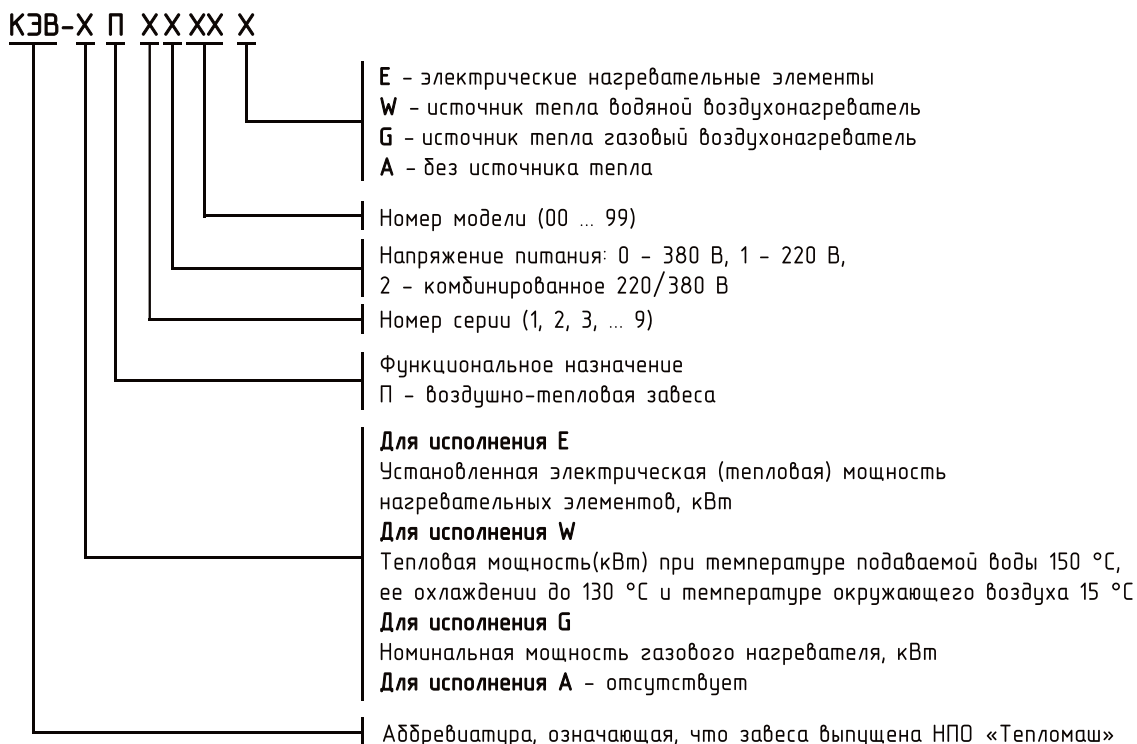 КЭВ-Х П Х Х ХХ Х
Е - электрические нагревательные элементы
W - источник тепла водяной воздухонагреватель
G - источник тепла газовый воздухонагреватель
А - без источника тепла
Номер модели (00 ... 99)
Напряжение питания: 0 - 380 В, 1 - 220 В,
2 - комбинированное 220/380 В
Номер серии (1, 2, 3, ... 9)
Функциональное назначение
П - воздушно-тепловая завеса
Для исполнения Е
Установленная электрическая (тепловая) мощность
нагревательных элементов, кВт
Для исполнения W
Тепловая мощность(кВт) при температуре подаваемой воды 150 °С,
ее охлаждении до 130 °С и температуре окружающего воздуха 15 °С
Для исполнения G
Номинальная мощность газового нагревателя, кВт
Для исполнения А - отсутствует
Аббревиатура, означающая, что завеса выпущена НПО «Тепломаш»